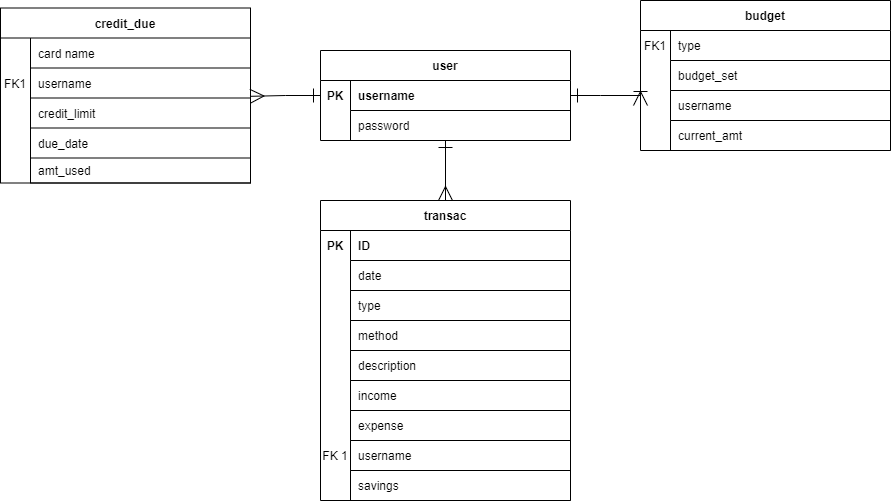 credit_due
card name
FK1 username
credit_limit
due_date
amt_used
user
PK username
password
budget
FK1 type
budget_set
username
current_amt
transac
PK ID
date
type
method
description
income
expense
FK 1 username
savings